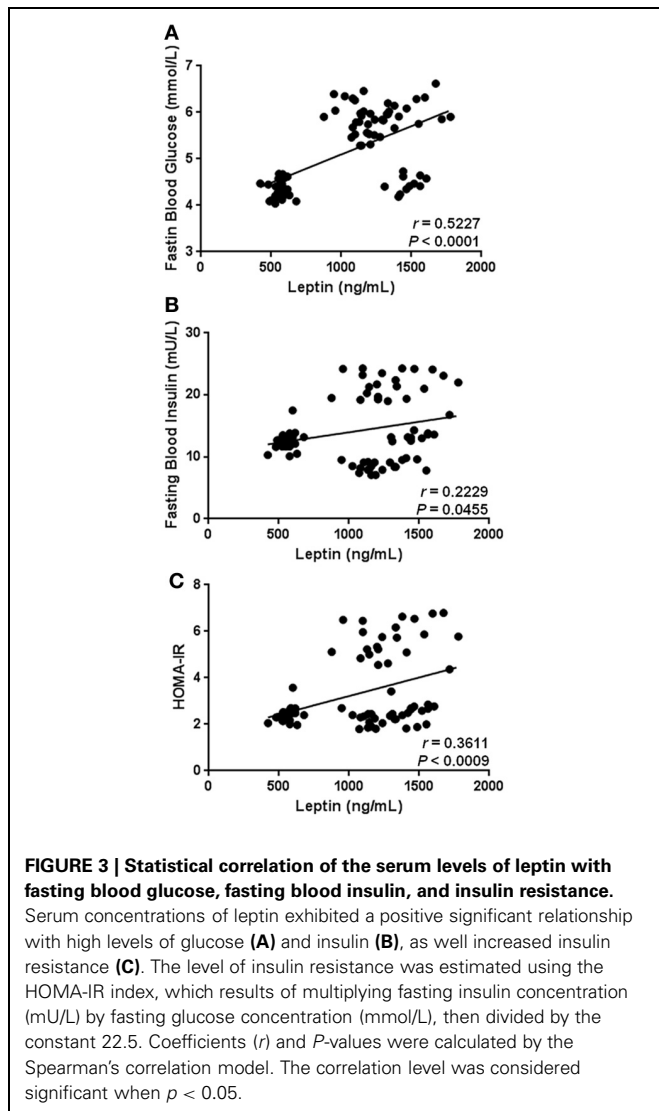 A
Fastin Blood Glucose (mmol/L)
7
6
5
4
3
0
500
1000
1500
2000
r = 0.5227
P < 0.0001
Leptin (ng/mL)
B
Fasting Blood Insulin (mU/L)
30
20
10
0
0
500
1000
1500
2000
r = 0.2229
P = 0.0455
Leptin (ng/mL)
C
HOMA-IR
8
6
4
2
0
0
500
1000
1500
2000
r = 0.3611
P < 0.0009
Leptin (ng/mL)
FIGURE 3 | Statistical correlation of the serum levels of leptin with
fasting blood glucose, fasting blood insulin, and insulin resistance.
Serum concentrations of leptin exhibited a positive significant relationship
with high levels of glucose (A) and insulin (B), as well increased insulin
resistance (C). The level of insulin resistance was estimated using the
HOMA-IR index, which results of multiplying fasting insulin concentration
(mU/L) by fasting glucose concentration (mmol/L), then divided by the
constant 22.5. Coefficients (r) and P-values were calculated by the
Spearman's correlation model. The correlation level was considered
significant when p < 0.05.